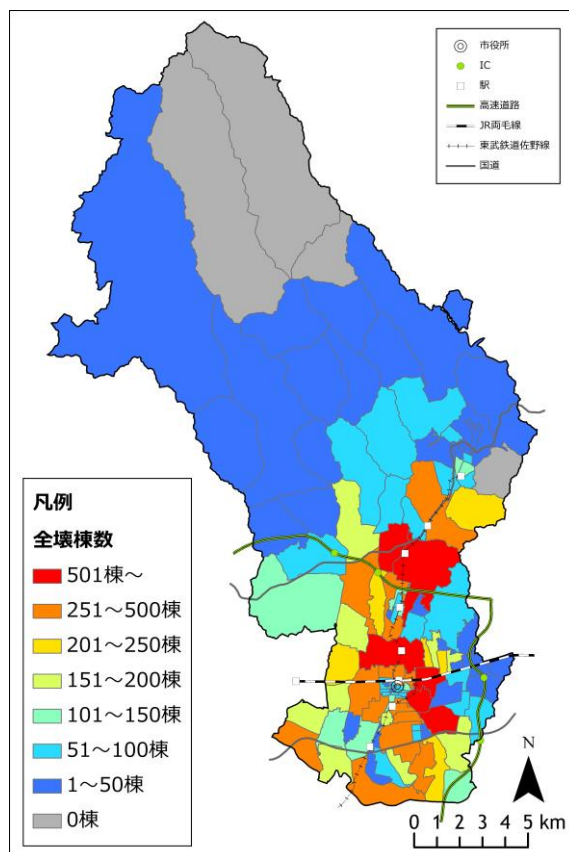 市役所
IC
駅
高速道路
JR両毛線
東武鉄道佐野線
国道
凡例
全壊棟数
501棟～
251～500棟
201～250棟
151～200棟
101～150棟
51～100棟
1～50棟
0棟
N
0 1 2 3 4 5 km